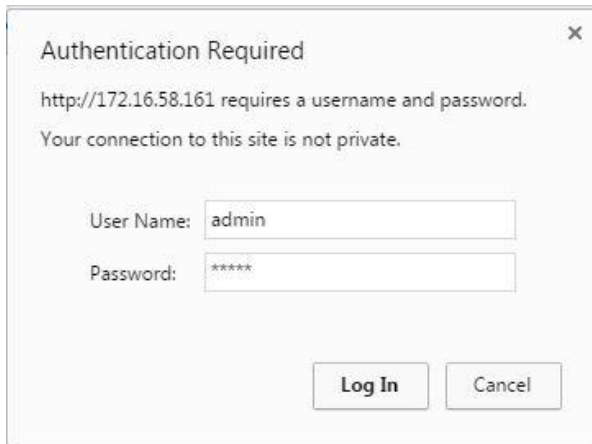 Authentication Required
http://172.16.58.161 requires a username and password.
Your connection to this site is not private.
User Name: admin
Password: *****
Log In Cancel